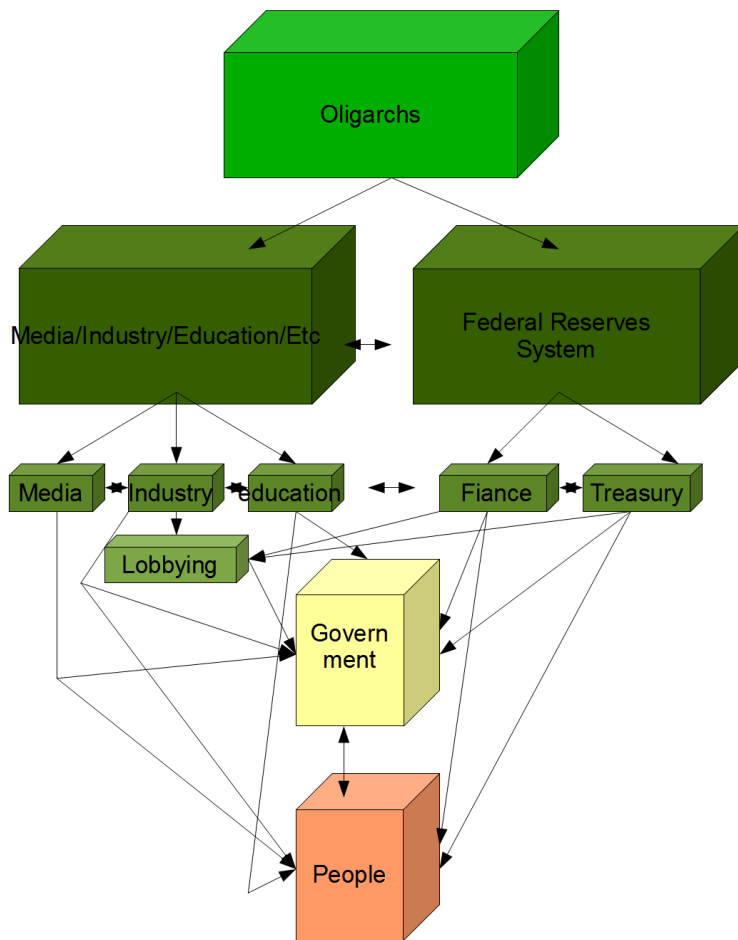 Oligarchs
Media/Industry/Education/Etc
Federal Reserves
System
Media
Industry
education
Fiance
Treasury
Lobbying
Govern
ment
People